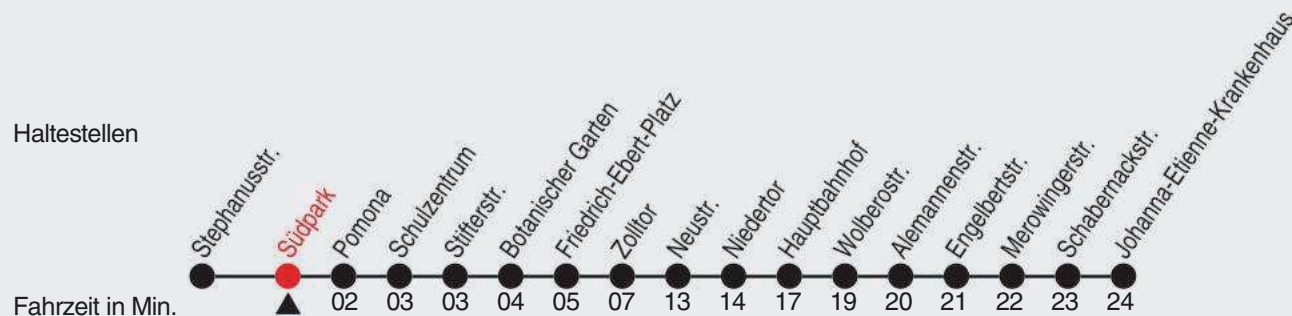 Haltestellen
Stephanusstr.
Südpark
Pomona
Schulzentrum
Stifterstr.
Botanischer Garten
Friedrich-Ebert-Platz
Zolltor
Neustr.
Niedertor
Hauptbahnhof
Wolberostr.
Alemannenstr.
Engelbertstr.
Merowingerstr.
Schabernackstr.
Johanna-Etienne-Krankenhaus
Fahrzeit in Min. 02 03 03 04 05 07 13 14 17 19 20 21 22 23 24